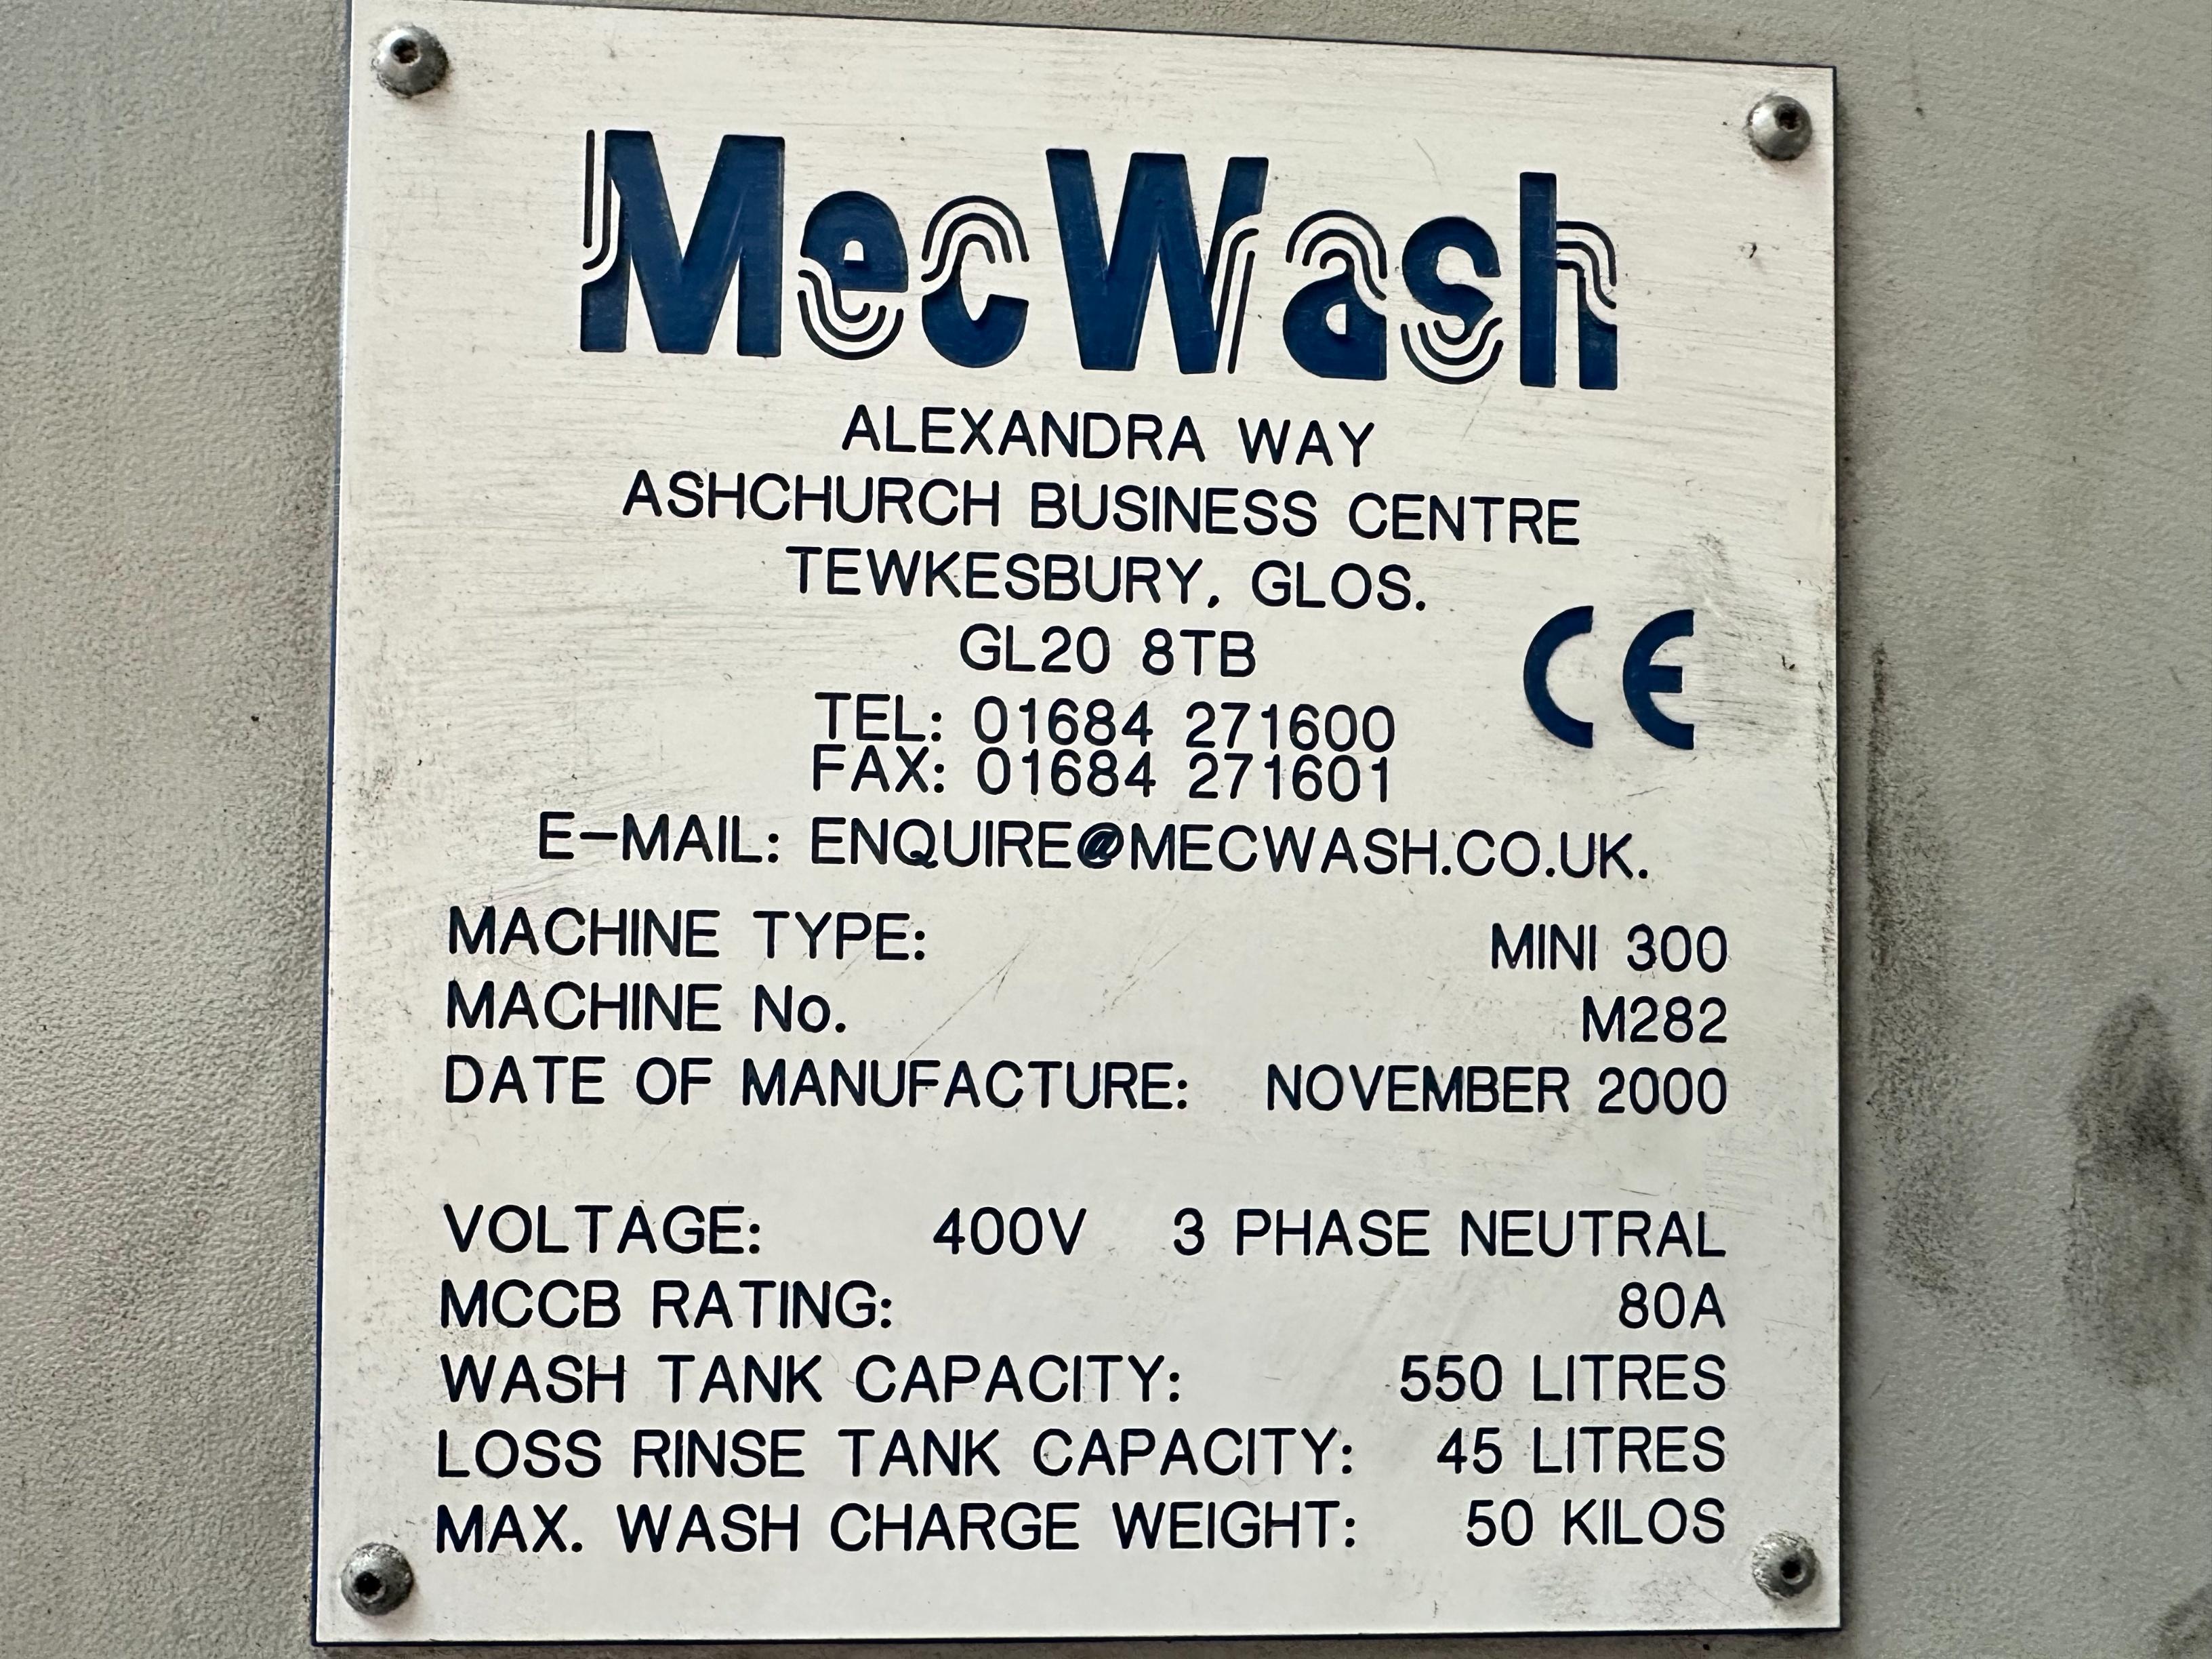 MecWash
ALEXANDRA WAY
ASHCHURCH BUSINESS CENTRE
TEWKESBURY, GLOS.
GL20 8TB
CE
TEL: 01684 271600
FAX: 01684 271601
E-MAIL: ENQUIRE@MECWASH.CO.UK.
MACHINE TYPE: MINI 300
MACHINE No. M282
DATE OF MANUFACTURE: NOVEMBER 2000
VOLTAGE: 400V 3 PHASE NEUTRAL
MCCB RATING: 80A
WASH TANK CAPACITY: 550 LITRES
LOSS RINSE TANK CAPACITY: 45 LITRES
MAX. WASH CHARGE WEIGHT: 50 KILOS